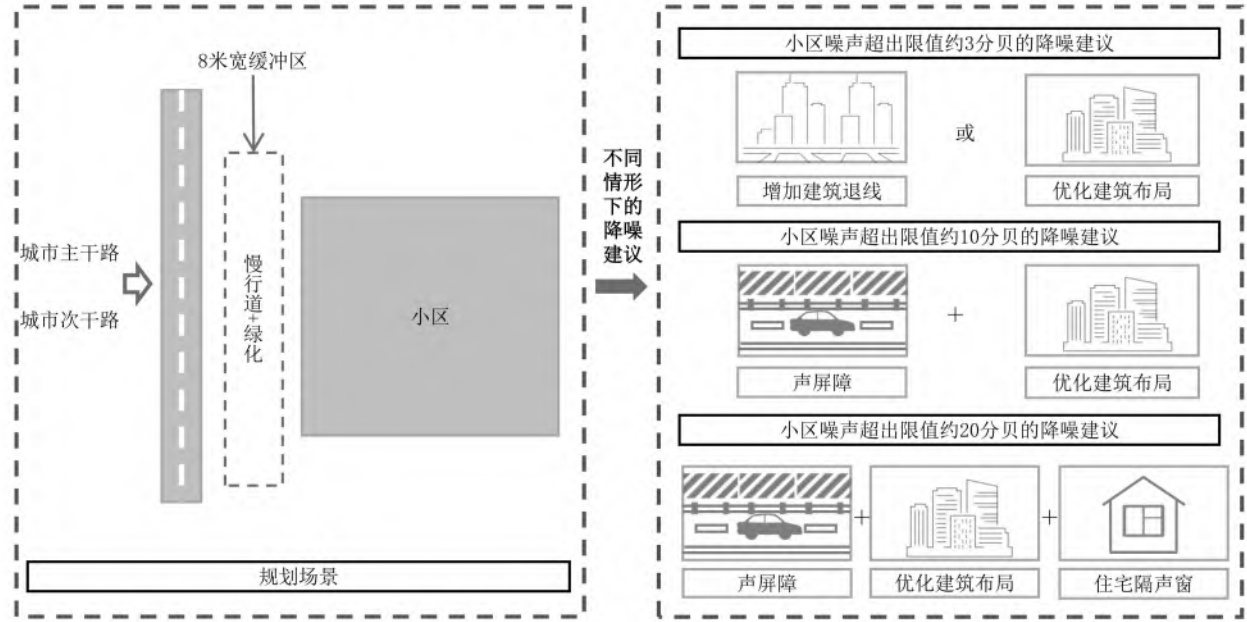 8米宽缓冲区
城市主干路
城市次干路
慢行道+绿化
小区
规划场景
不同
情形
下的
降噪
建议
小区噪声超出限值约3分贝的降噪建议
或
增加建筑退线
优化建筑布局
小区噪声超出限值约10分贝的降噪建议
+
声屏障
优化建筑布局
小区噪声超出限值约20分贝的降噪建议
+
+
声屏障
优化建筑布局
住宅隔声窗